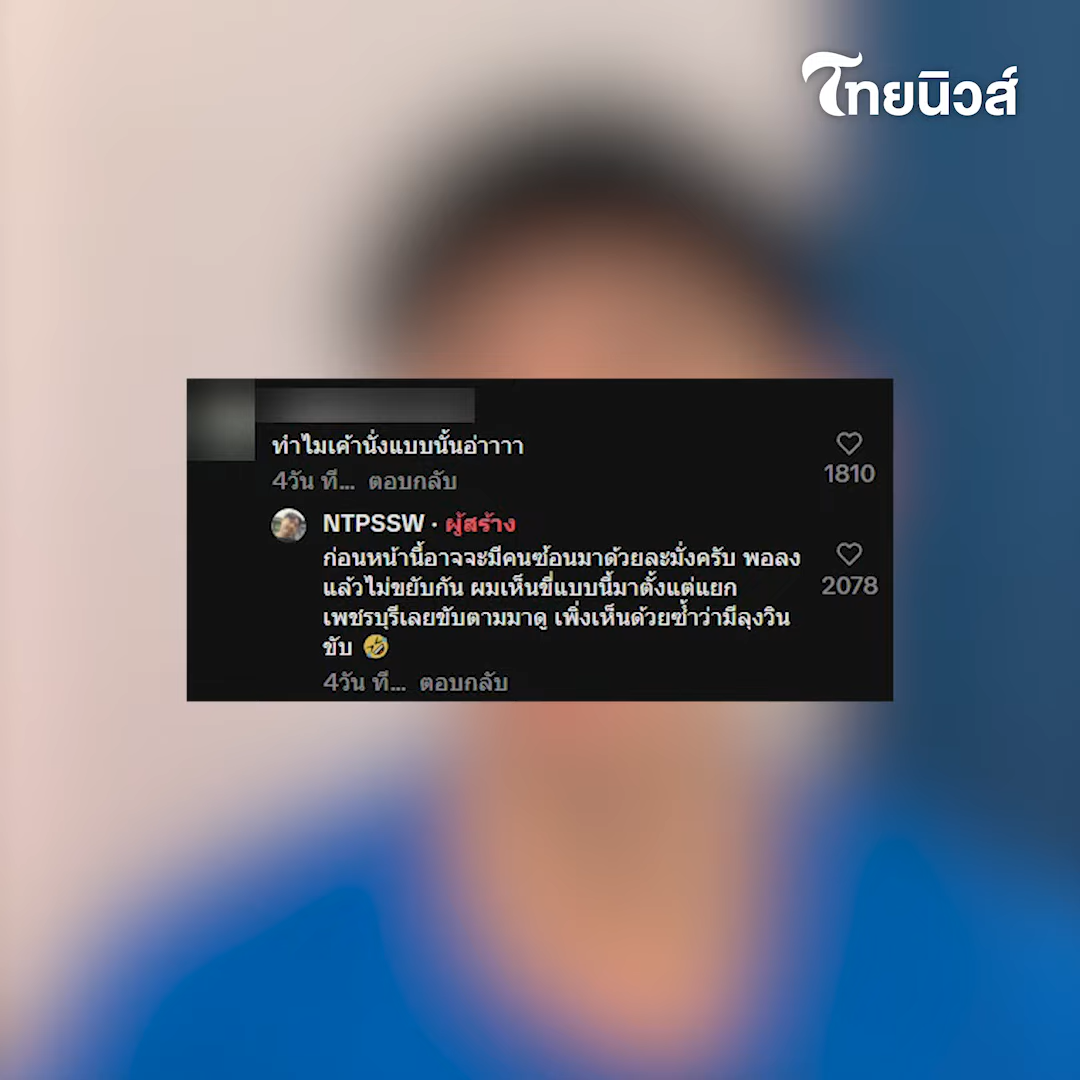 ไทยนิวส์
ทำไมเค้านั่งแบบนั้นอ่าาาา
1810
4วัน ที... ตอบกลับ
NTPSSW · ผู้สร้าง
ก่อนหน้านี้อาจจะมีคนซ้อนมาด้วยละมั่งครับ พอลง
แล้วไม่ขยับกัน ผมเห็นขี่แบบนี้มาตั้งแต่แยก
2078
เพชรบุรีเลยขับตามมาดู เพิ่งเห็นด้วยซ้ำว่ามีลุงวิน
ขับ 🤣
4วัน ที... ตอบกลับ